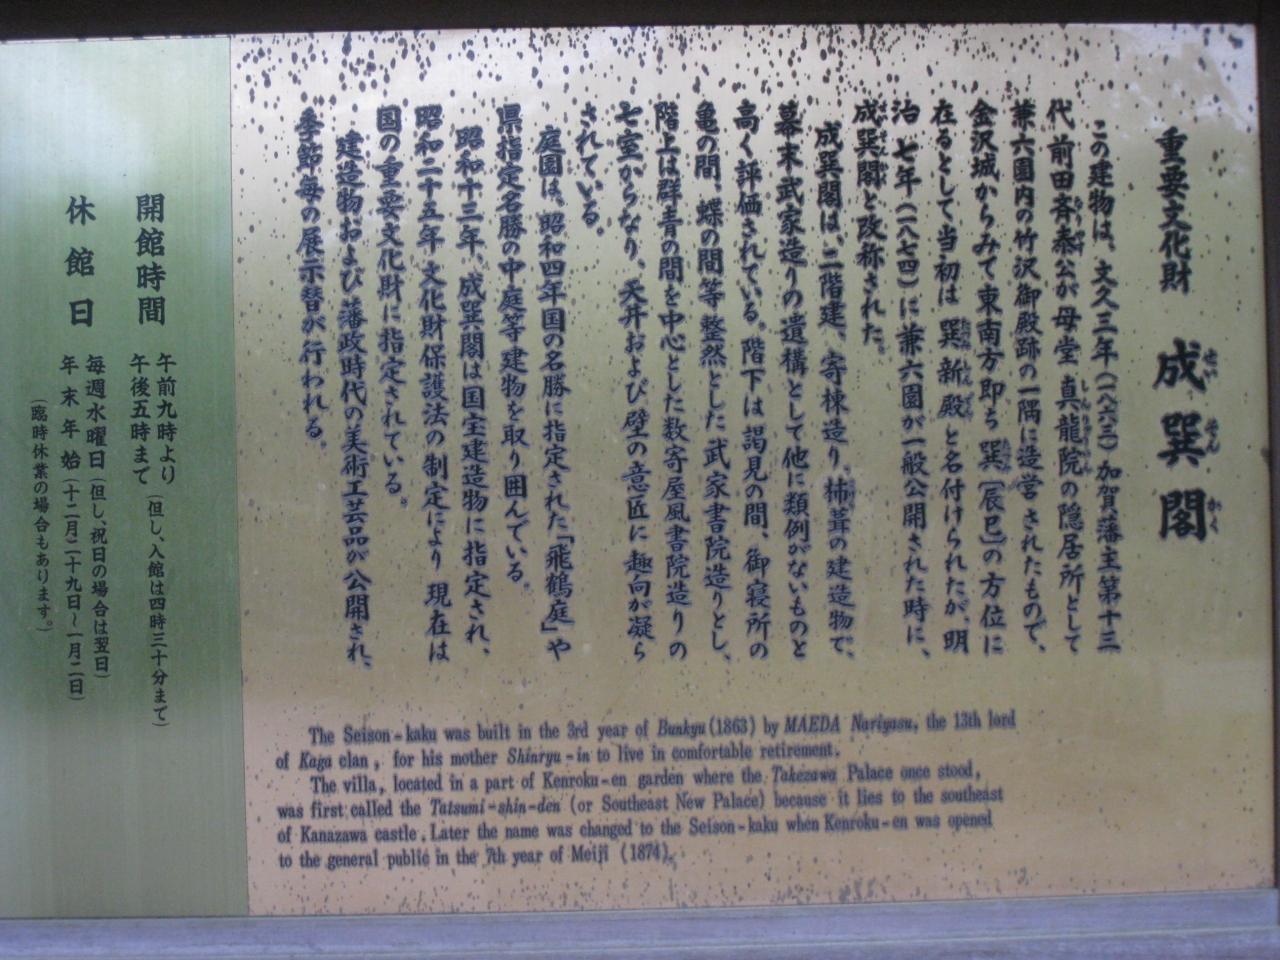 重要文化財 成巽閣
せいそんかく
この建物は、文久三年（一八六三）加賀藩主第十三
代 前田斉泰公が母堂 真龍院の隠居所として
兼六園内の竹沢御殿跡の一隅に造営されたもので、
金沢城からみて東南方即ち 巽〔辰巳〕の方位に
在るとして当初は 巽新殿 と名付けられたが、明
治 七年（一八七四）に兼六園が一般公開された時に、
成巽閣と改称された。
成巽閣は、二階建、寄棟造り、柿葺の建造物で、
幕末武家造りの遺構として他に類例がないものと
高く評価されている。階下は謁見の間、御寝所の
亀の間、蝶の間等整然とした武家書院造りとし、
階上は群青の間を中心とした数寄屋風書院造りの
七室からなり、天井および壁の意匠に趣向が凝ら
されている。
庭園は、昭和四年国の名勝に指定された「飛鶴庭」や
県指定名勝の中庭等建物を取り囲んでいる。
昭和十三年、成巽閣は国宝建造物に指定され、
昭和二十五年 文化財保護法の制定により 現在は
国の重要文化財に指定されている。
建造物および藩政時代の美術工芸品が公開され、
季節毎の展示替が行われる。
開館時間 午前九時より
午後五時まで（但し、入館は四時三十分まで）
休館日 毎週水曜日（但し、祝日の場合は翌日）
年末年始（十二月二十九日～一月二日）
（臨時休業の場合もあります。）
The Seison-kaku was built in the 3rd year of Bunkyu (1863) by MAEDA Nariyasu, the 13th lord
of Kaga clan, for his mother Shinryu-in to live in comfortable retirement.
The villa, located in a part of Kenroku-en garden where the Takezawa Palace once stood,
was first called the Tatsumi-shin-den (or Southeast New Palace) because it lies to the southeast
of Kanazawa castle. Later the name was changed to the Seison-kaku when Kenroku-en was opened
to the general public in the 7th year of Meiji (1874).